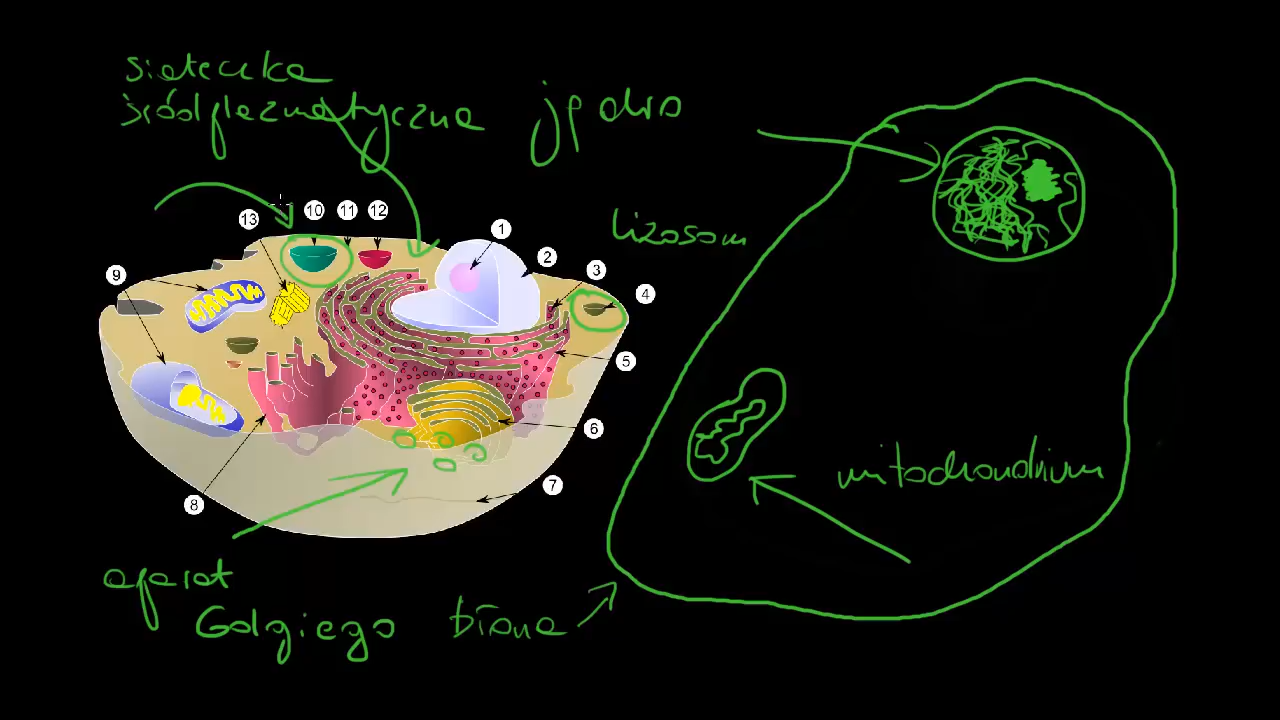 siateczka
śródplazmatyczna
jądro
lizosom
10
11
12
13
1
2
3
4
9
5
6
7
8
mitochondrium
aparat
Golgiego
błona